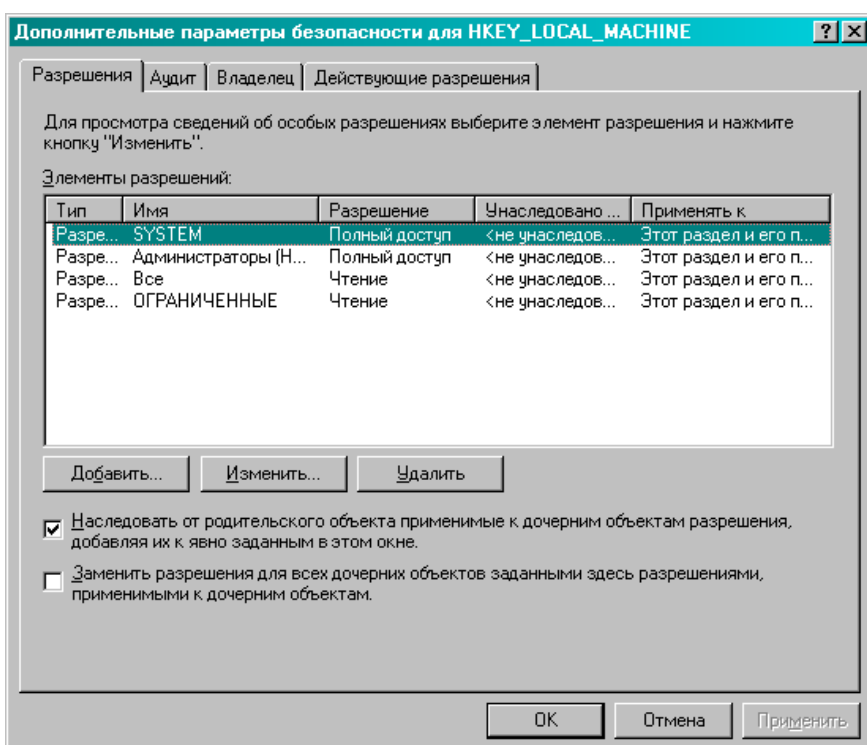 Дополнительные параметры безопасности для HKEY_LOCAL_MACHINE
Разрешения Аудит Владелец Действующие разрешения
Для просмотра сведений об особых разрешениях выберите элемент разрешения и нажмите
кнопку "Изменить".
Элементы разрешений:
Тип Имя Разрешение Унаследовано ... Применять к
Разре... SYSTEM Полный доступ <не унаследов... Этот раздел и его п...
Разре... Администраторы (H... Полный доступ <не унаследов... Этот раздел и его п...
Разре... Все Чтение <не унаследов... Этот раздел и его п...
Разре... ОГРАНИЧЕННЫЕ Чтение <не унаследов... Этот раздел и его п...
Добавить... Изменить... Удалить
Наследовать от родительского объекта применимые к дочерним объектам разрешения,
добавляя их к явно заданным в этом окне.
Заменить разрешения для всех дочерних объектов заданными здесь разрешениями,
применимыми к дочерним объектам.
OK Отмена Применить